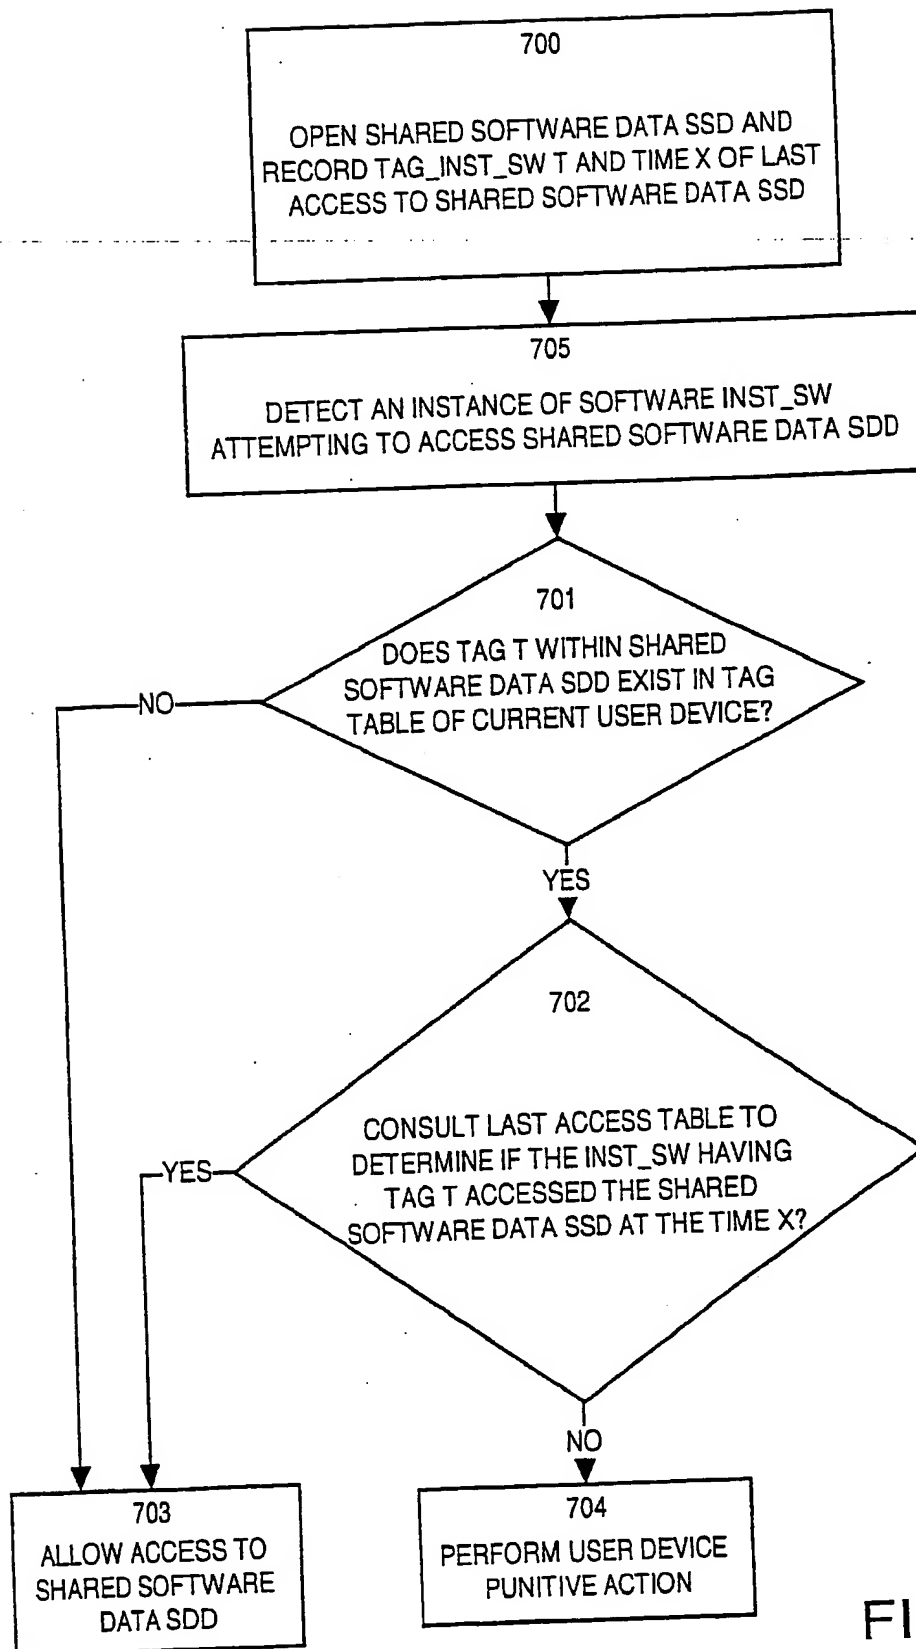 700
OPEN SHARED SOFTWARE DATA SSD AND
RECORD TAG_INST_SW T AND TIME X OF LAST
ACCESS TO SHARED SOFTWARE DATA SSD
705
DETECT AN INSTANCE OF SOFTWARE INST_SW
ATTEMPTING TO ACCESS SHARED SOFTWARE DATA SDD
701
DOES TAG T WITHIN SHARED
SOFTWARE DATA SDD EXIST IN TAG
TABLE OF CURRENT USER DEVICE?
NO
YES
702
CONSULT LAST ACCESS TABLE TO
DETERMINE IF THE INST_SW HAVING
TAG T ACCESSED THE SHARED
SOFTWARE DATA SSD AT THE TIME X?
YES
NO
703
ALLOW ACCESS TO
SHARED SOFTWARE
DATA SDD
704
PERFORM USER DEVICE
PUNITIVE ACTION